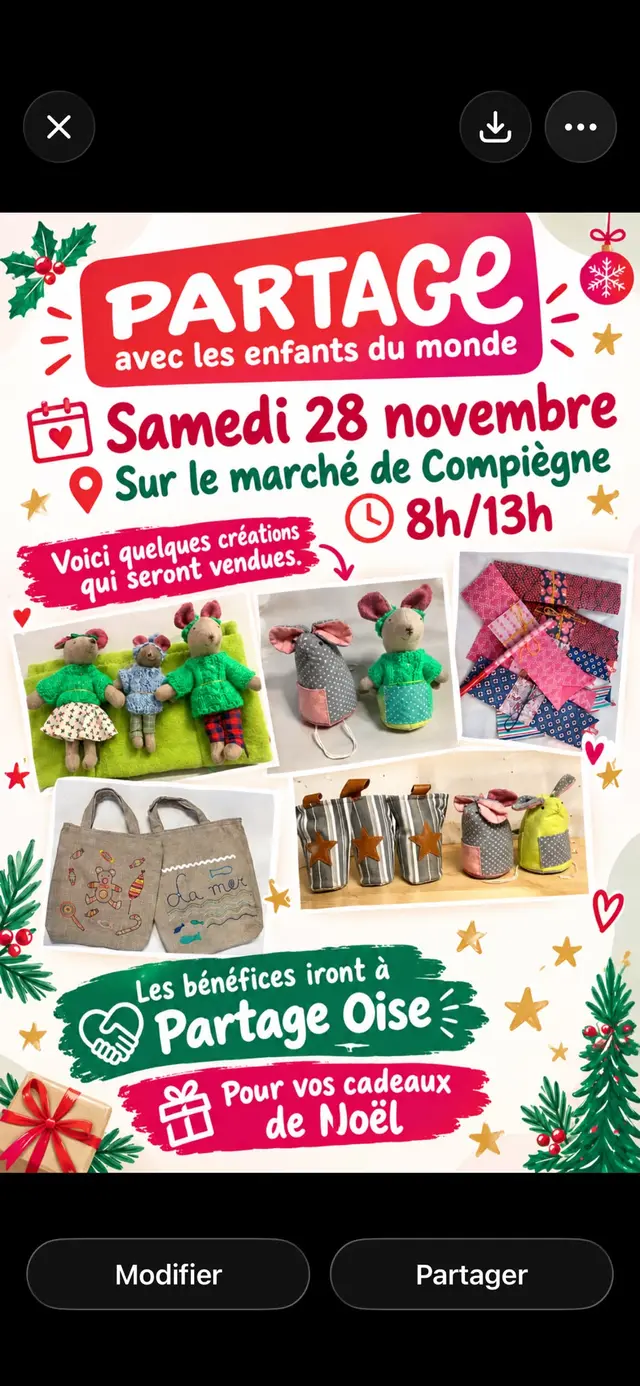 PARTAGE
avec les enfants du monde
Samedi 28 novembre
Sur le marché de Compiègne
8h/13h
Voici quelques créations
qui seront vendues.
La mer
Les bénéfices iront à
Partage Oise
Pour vos cadeaux
de Noël
Modifier
Partager